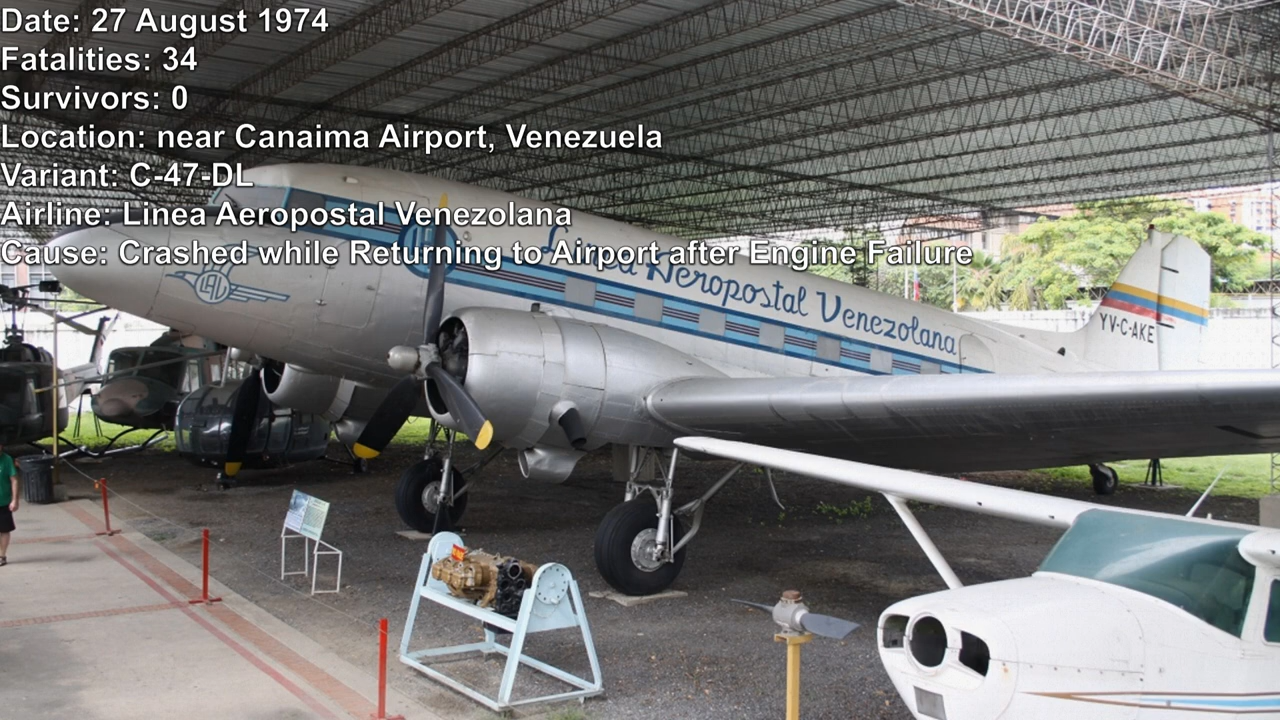 Date: 27 August 1974
Fatalities: 34
Survivors: 0
Location: near Canaima Airport, Venezuela
Variant: C-47-DL
Airline: Linea Aeropostal Venezolana
Cause: Crashed while Returning to Airport after Engine Failure
Linea Aeropostal Venezolana
LAV
YV-C-AKE